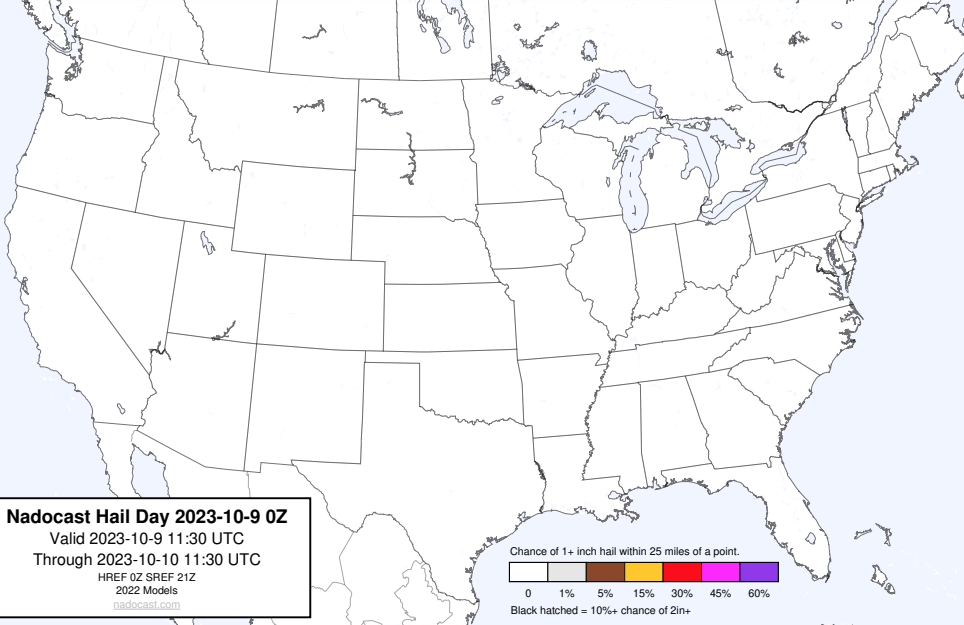 Nadocast Hail Day 2023-10-9 0Z
Valid 2023-10-9 11:30 UTC
Through 2023-10-10 11:30 UTC
HREF 0Z SREF 21Z
2022 Models
nadocast.com
Chance of 1+ inch hail within 25 miles of a point.
0 1% 5% 15% 30% 45% 60%
Black hatched = 10%+ chance of 2in+